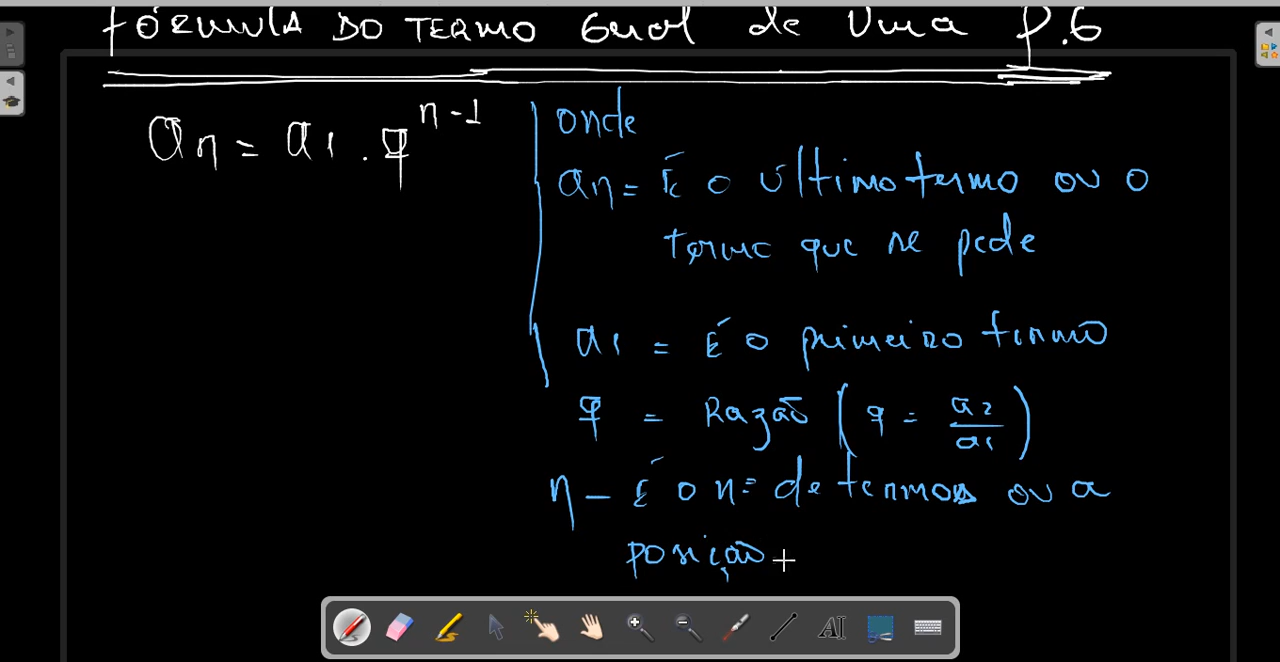 FÓRMULA DO TERMO Geral de Uma P.G
an = a1 . q^n-1
onde
an = É o último termo ou o
termo que se pede
a1 = É o primeiro termo
q = Razão (q = a2/a1)
n - É o nº de termos ou a
posição
AI